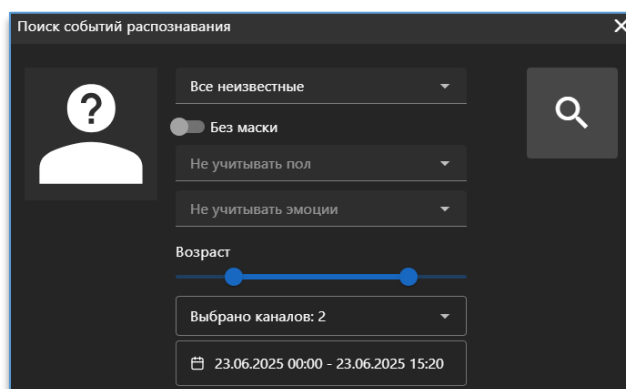 Поиск событий распознавания
Все неизвестные
Без маски
Не учитывать пол
Не учитывать эмоции
Возраст
Выбрано каналов: 2
23.06.2025 00:00 - 23.06.2025 15:20